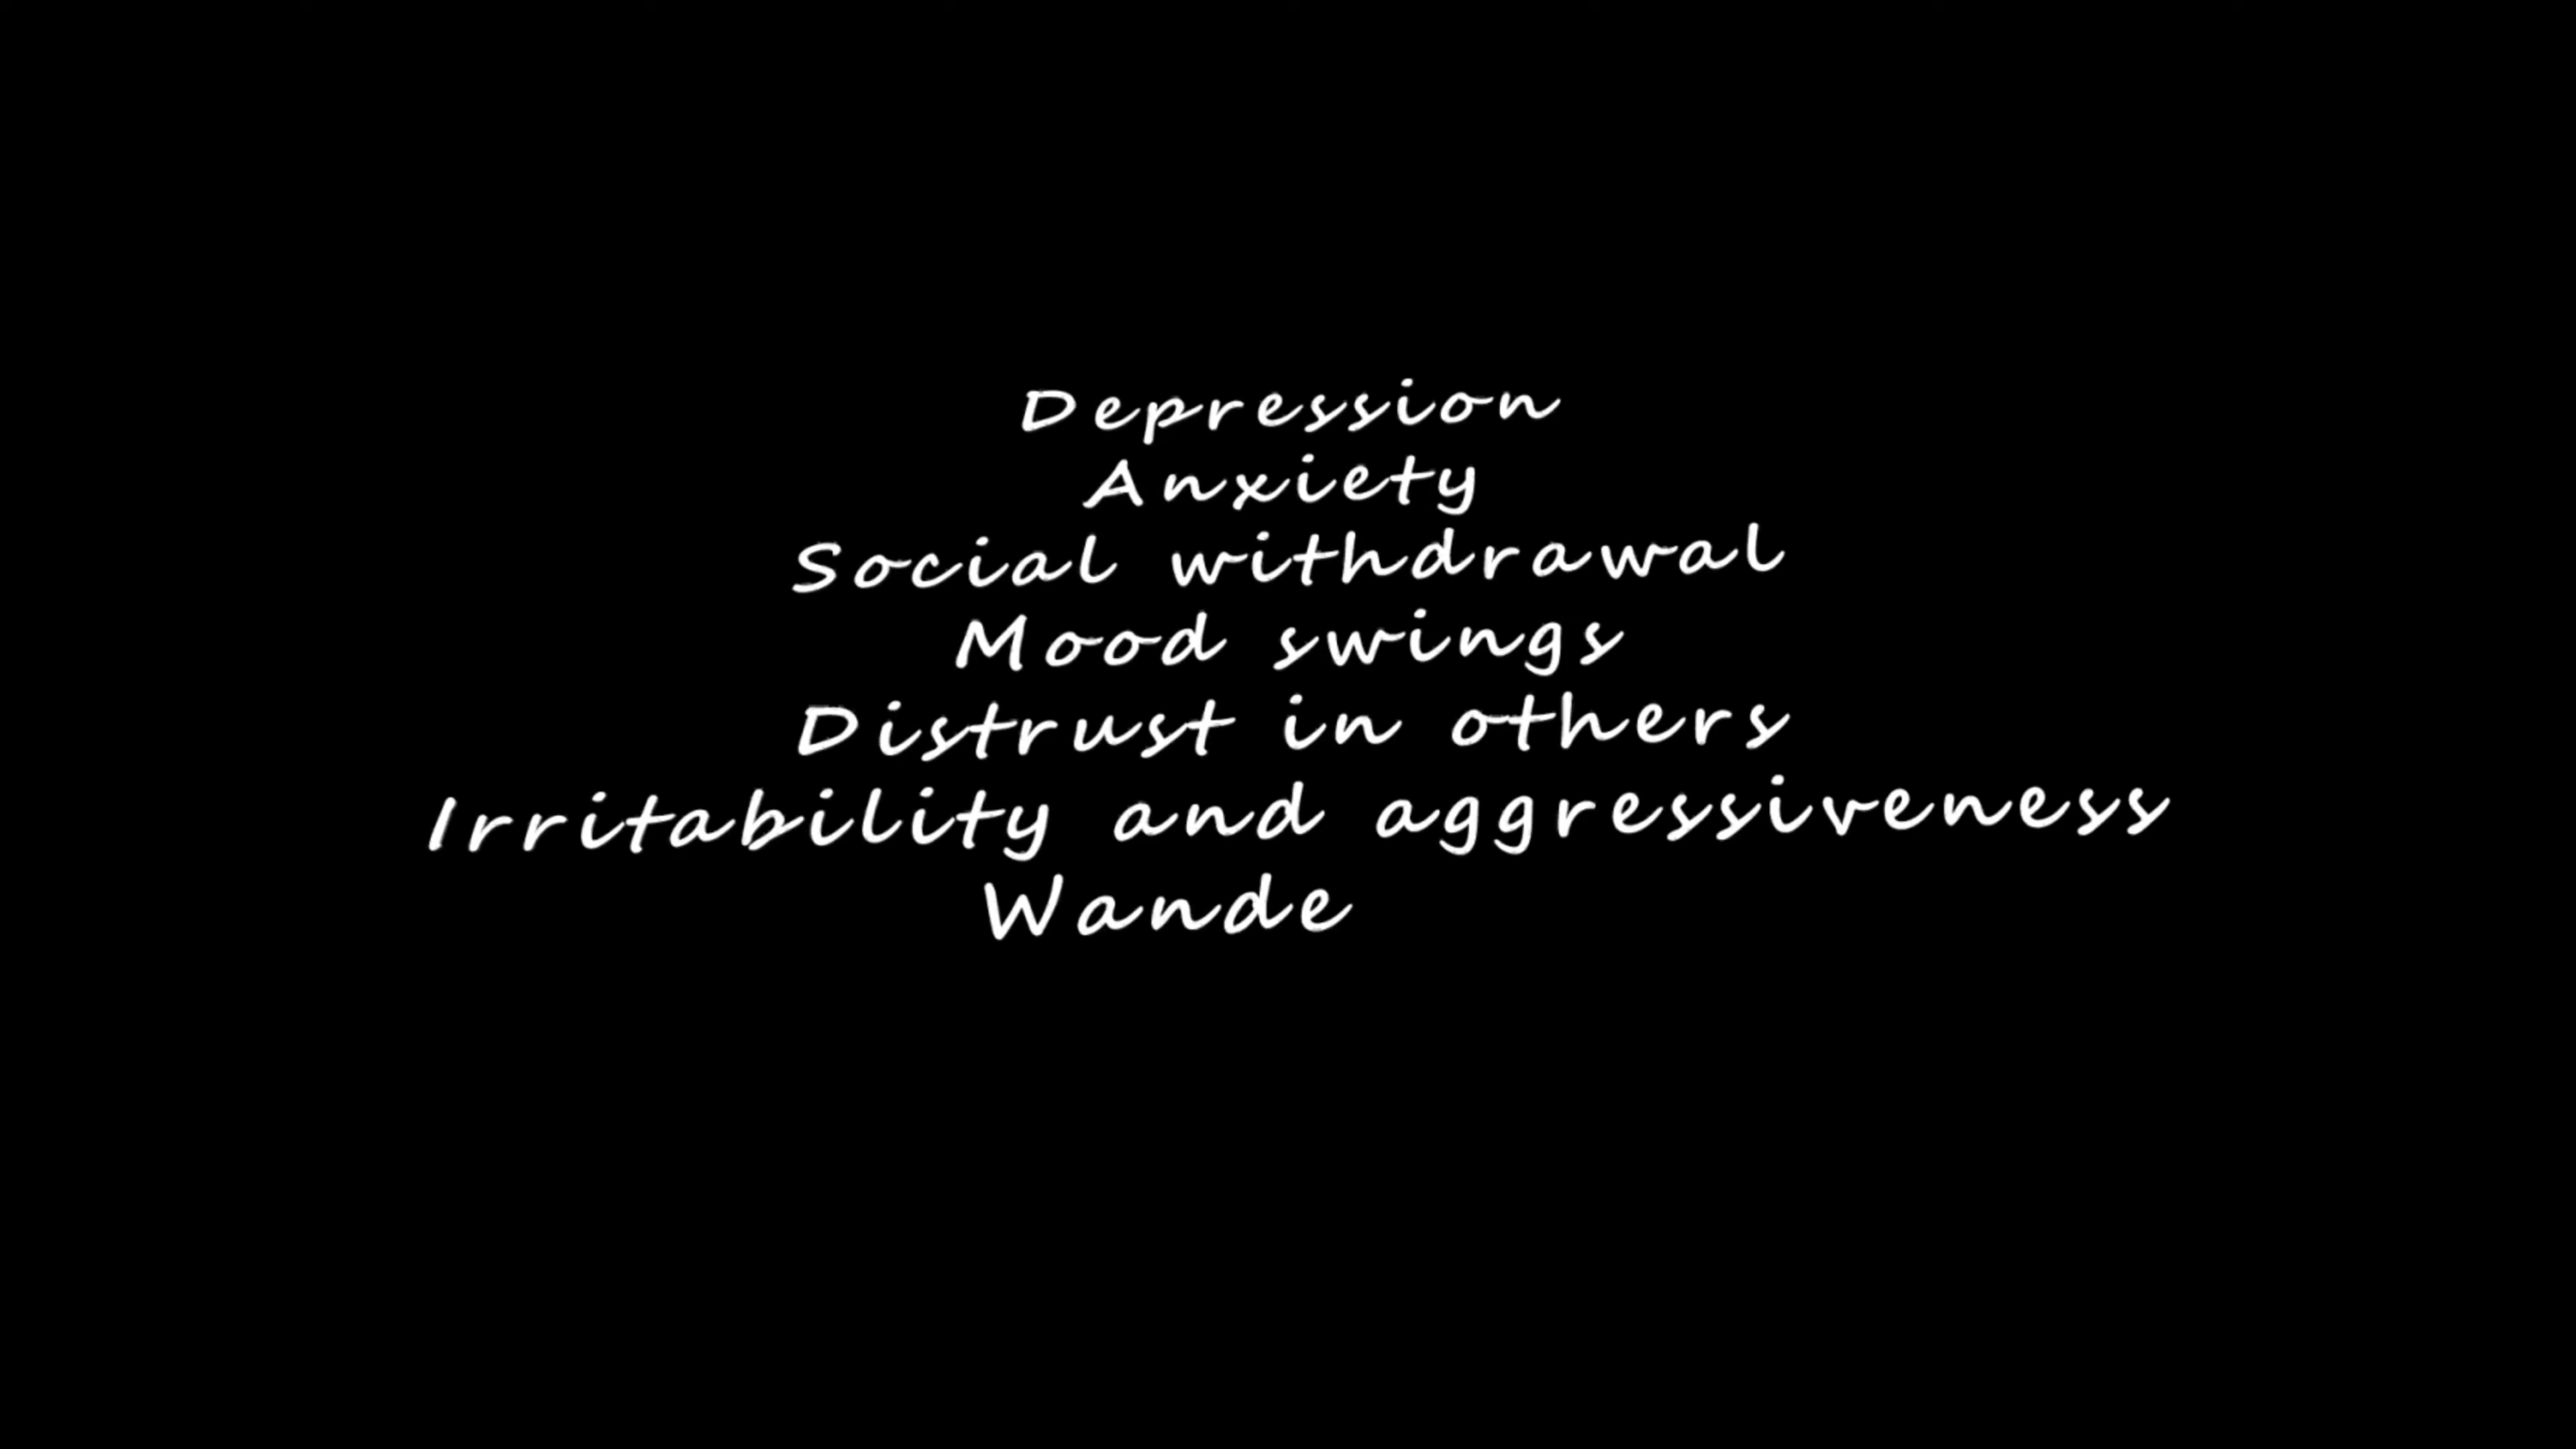 Depression
Anxiety
Social withdrawal
Mood swings
Distrust in others
Irritability and aggressiveness
Wande